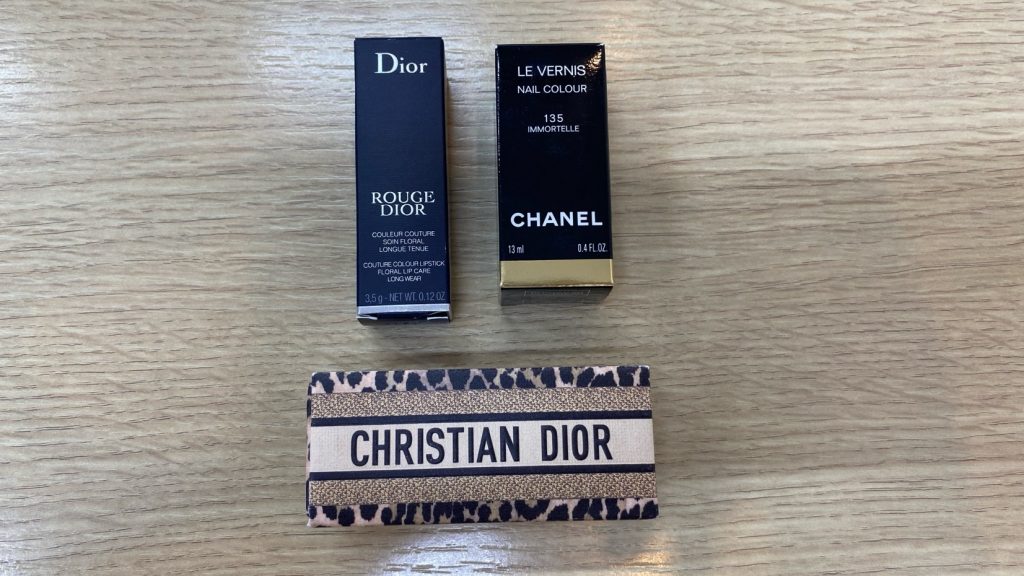 Dior
ROUGE
DIOR
COULEUR COUTURE
SOIN FLORAL
LONGUE TENUE
COUTURE COLOUR LIPSTICK
FLORAL LIP CARE
LONG WEAR
3,5 g - NET WT. 0.12 OZ
LE VERNIS
NAIL COLOUR
135
IMMORTELLE
CHANEL
13 ml 0.4 FL.OZ.
CHRISTIAN DIOR